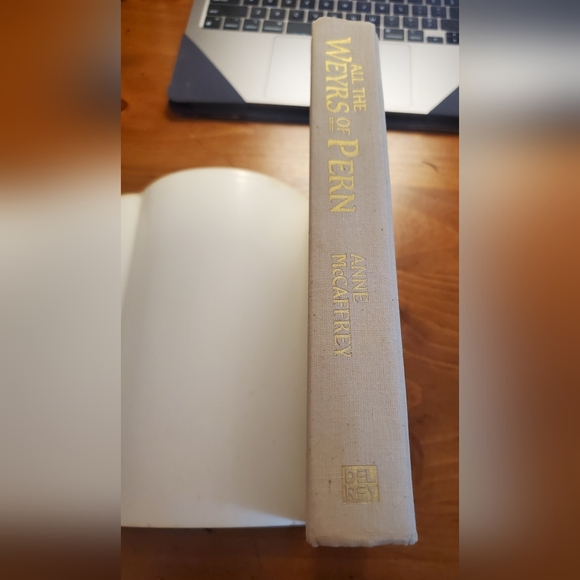 ALL THE
WEYRS OF PERN
ANNE
McCAFFREY
DEL
REY